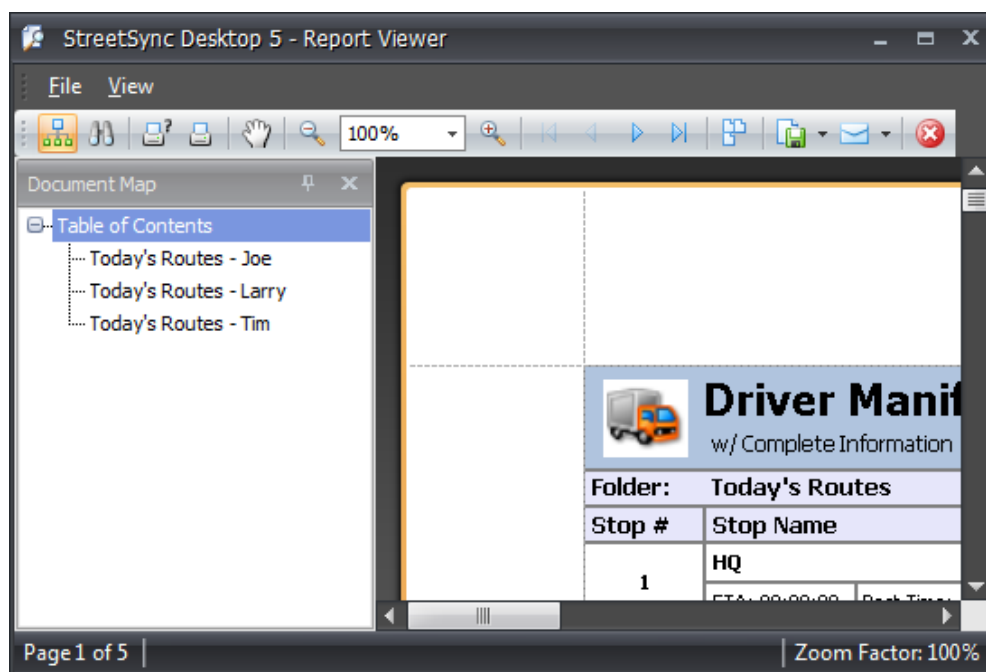 StreetSync Desktop 5 - Report Viewer
File View
100%
Document Map
Table of Contents
Today's Routes - Joe
Today's Routes - Larry
Today's Routes - Tim
Driver Manif
w/ Complete Information
Folder: Today's Routes
Stop # Stop Name
HQ
1
Page 1 of 5
Zoom Factor: 100%